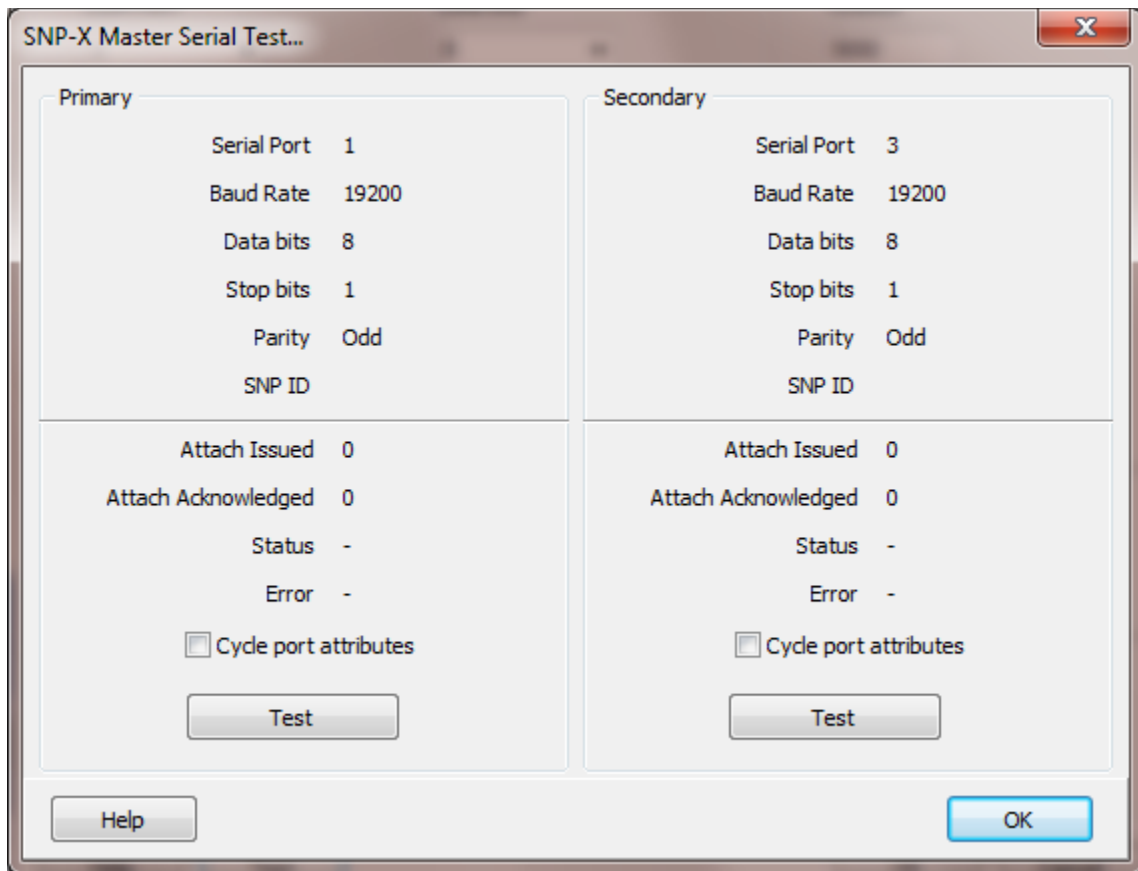 SNP-X Master Serial Test...
Primary
Serial Port 1
Baud Rate 19200
Data bits 8
Stop bits 1
Parity Odd
SNP ID
Attach Issued 0
Attach Acknowledged 0
Status -
Error -
Cycle port attributes
Test
Secondary
Serial Port 3
Baud Rate 19200
Data bits 8
Stop bits 1
Parity Odd
SNP ID
Attach Issued 0
Attach Acknowledged 0
Status -
Error -
Cycle port attributes
Test
Help
OK